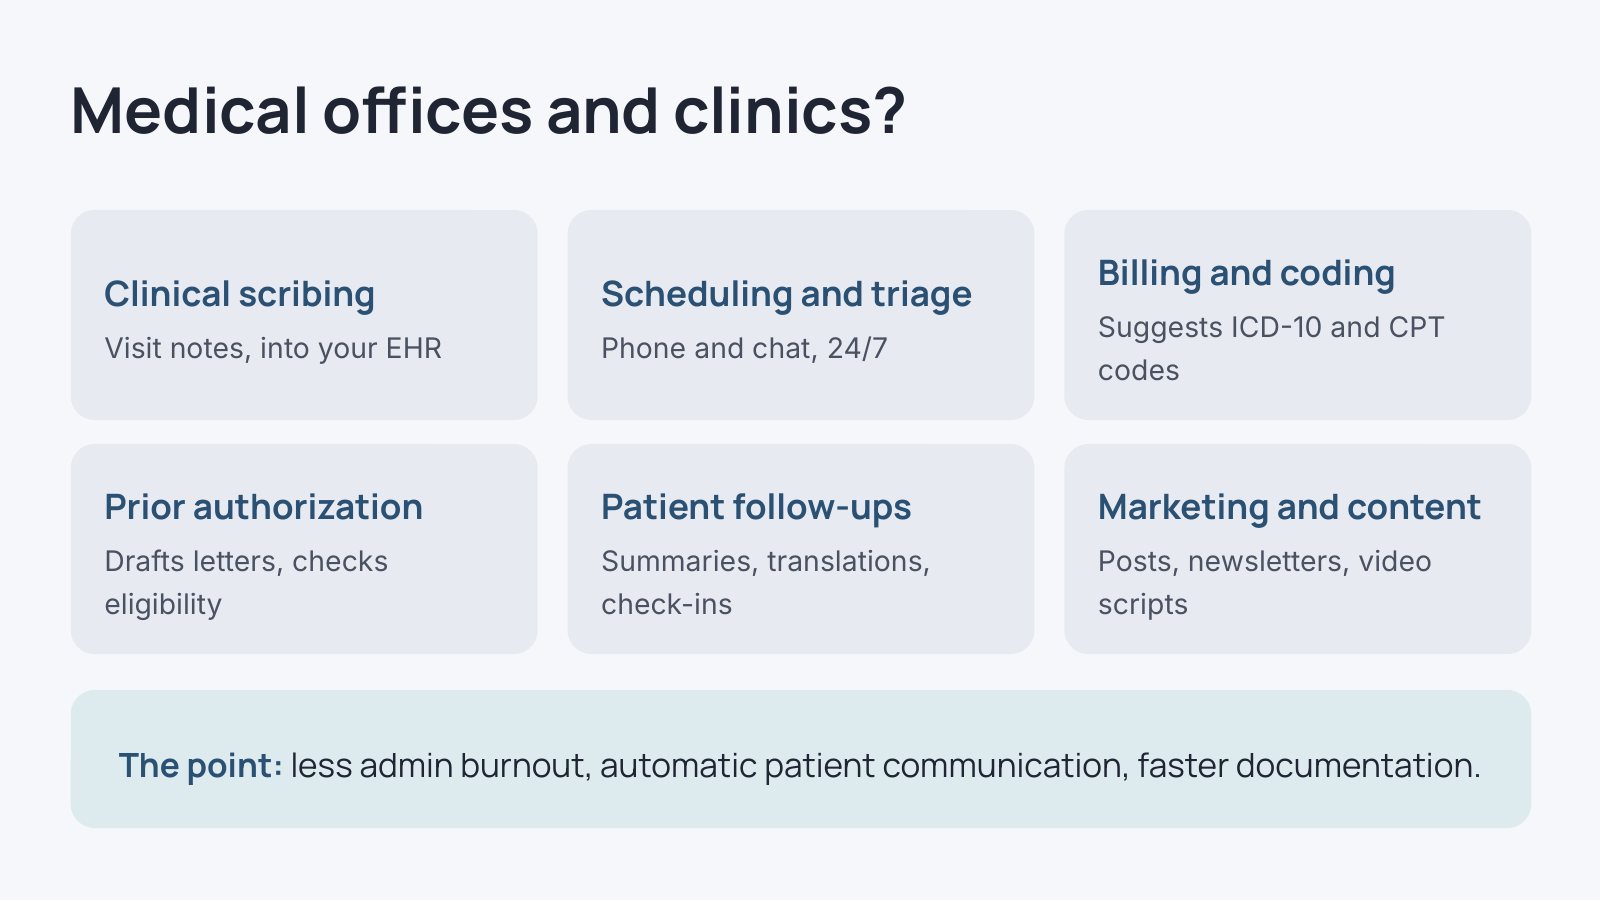 Medical offices and clinics?
Clinical scribing
Visit notes, into your EHR
Scheduling and triage
Phone and chat, 24/7
Billing and coding
Suggests ICD-10 and CPT
codes
Prior authorization
Drafts letters, checks
eligibility
Patient follow-ups
Summaries, translations,
check-ins
Marketing and content
Posts, newsletters, video
scripts
The point: less admin burnout, automatic patient communication, faster documentation.